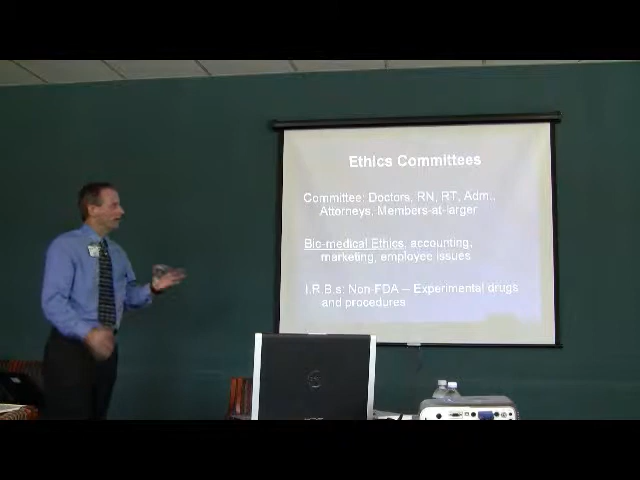 Ethics Committees
Committee: Doctors, RN, RT, Adm.,
Attorneys, Members-at-larger
Bio-medical Ethics, accounting,
marketing, employee issues
I.R.B.s: Non-FDA – Experimental drugs
and procedures